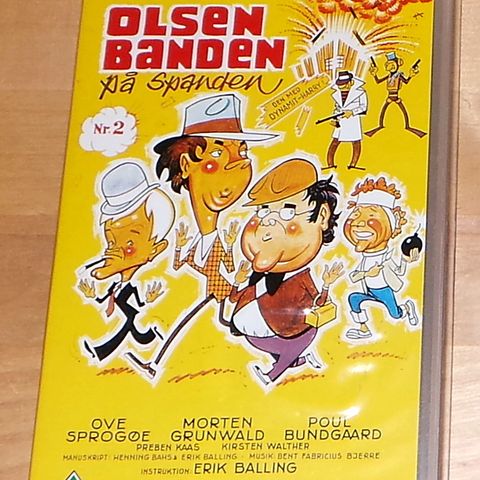 OLSEN
BANDEN
på spanden
DEN MED
DYNAMIT-HARRY
Nr. 2
OVE SPROGØE
MORTEN GRUNWALD
POUL BUNDGAARD
PREBEN KAAS KIRSTEN WALTHER
MANUSKRIPT: HENNING BAHS & ERIK BALLING · MUSIK: BENT FABRICIUS BJERRE
INSTRUKTION: ERIK BALLING